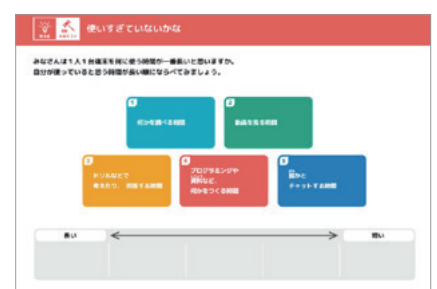 使いすぎていないかな
みなさんは1人1台端末を何に使う時間が一番長いと思いますか。
自分が使っていると思う時間が長い順にならべてみましょう。
1
何かを調べる時間
2
動画を見る時間
3
ドリルなどで
考えたり、練習する時間
4
プログラミングや
資料など、
何かをつくる時間
5
誰かと
チャットする時間
長い
短い